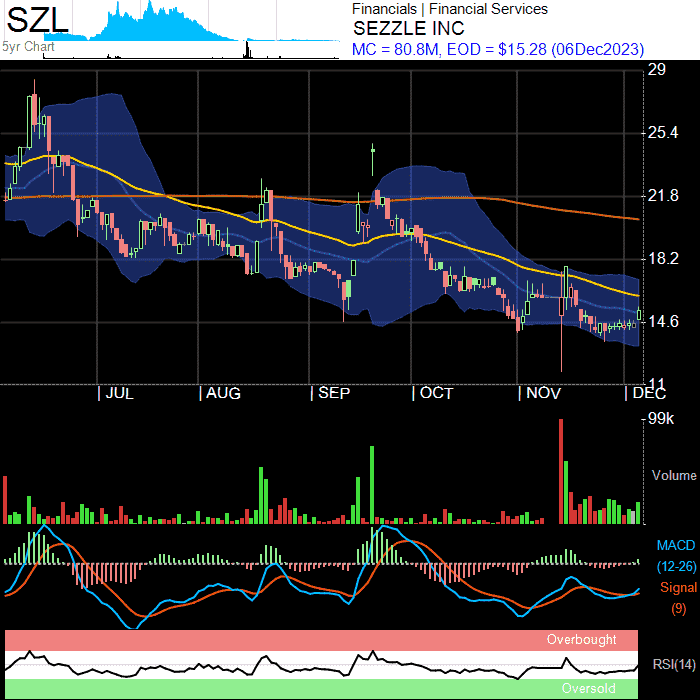 SZL
5yr Chart
Financials | Financial Services
SEZZLE INC
MC = 80.8M, EOD = $15.28 (06Dec2023)
29
25.4
21.8
18.2
14.6
11
| JUL | AUG | SEP | OCT | NOV | DEC
99k
Volume
MACD
(12-26)
Signal
(9)
Overbought
RSI(14)
Oversold